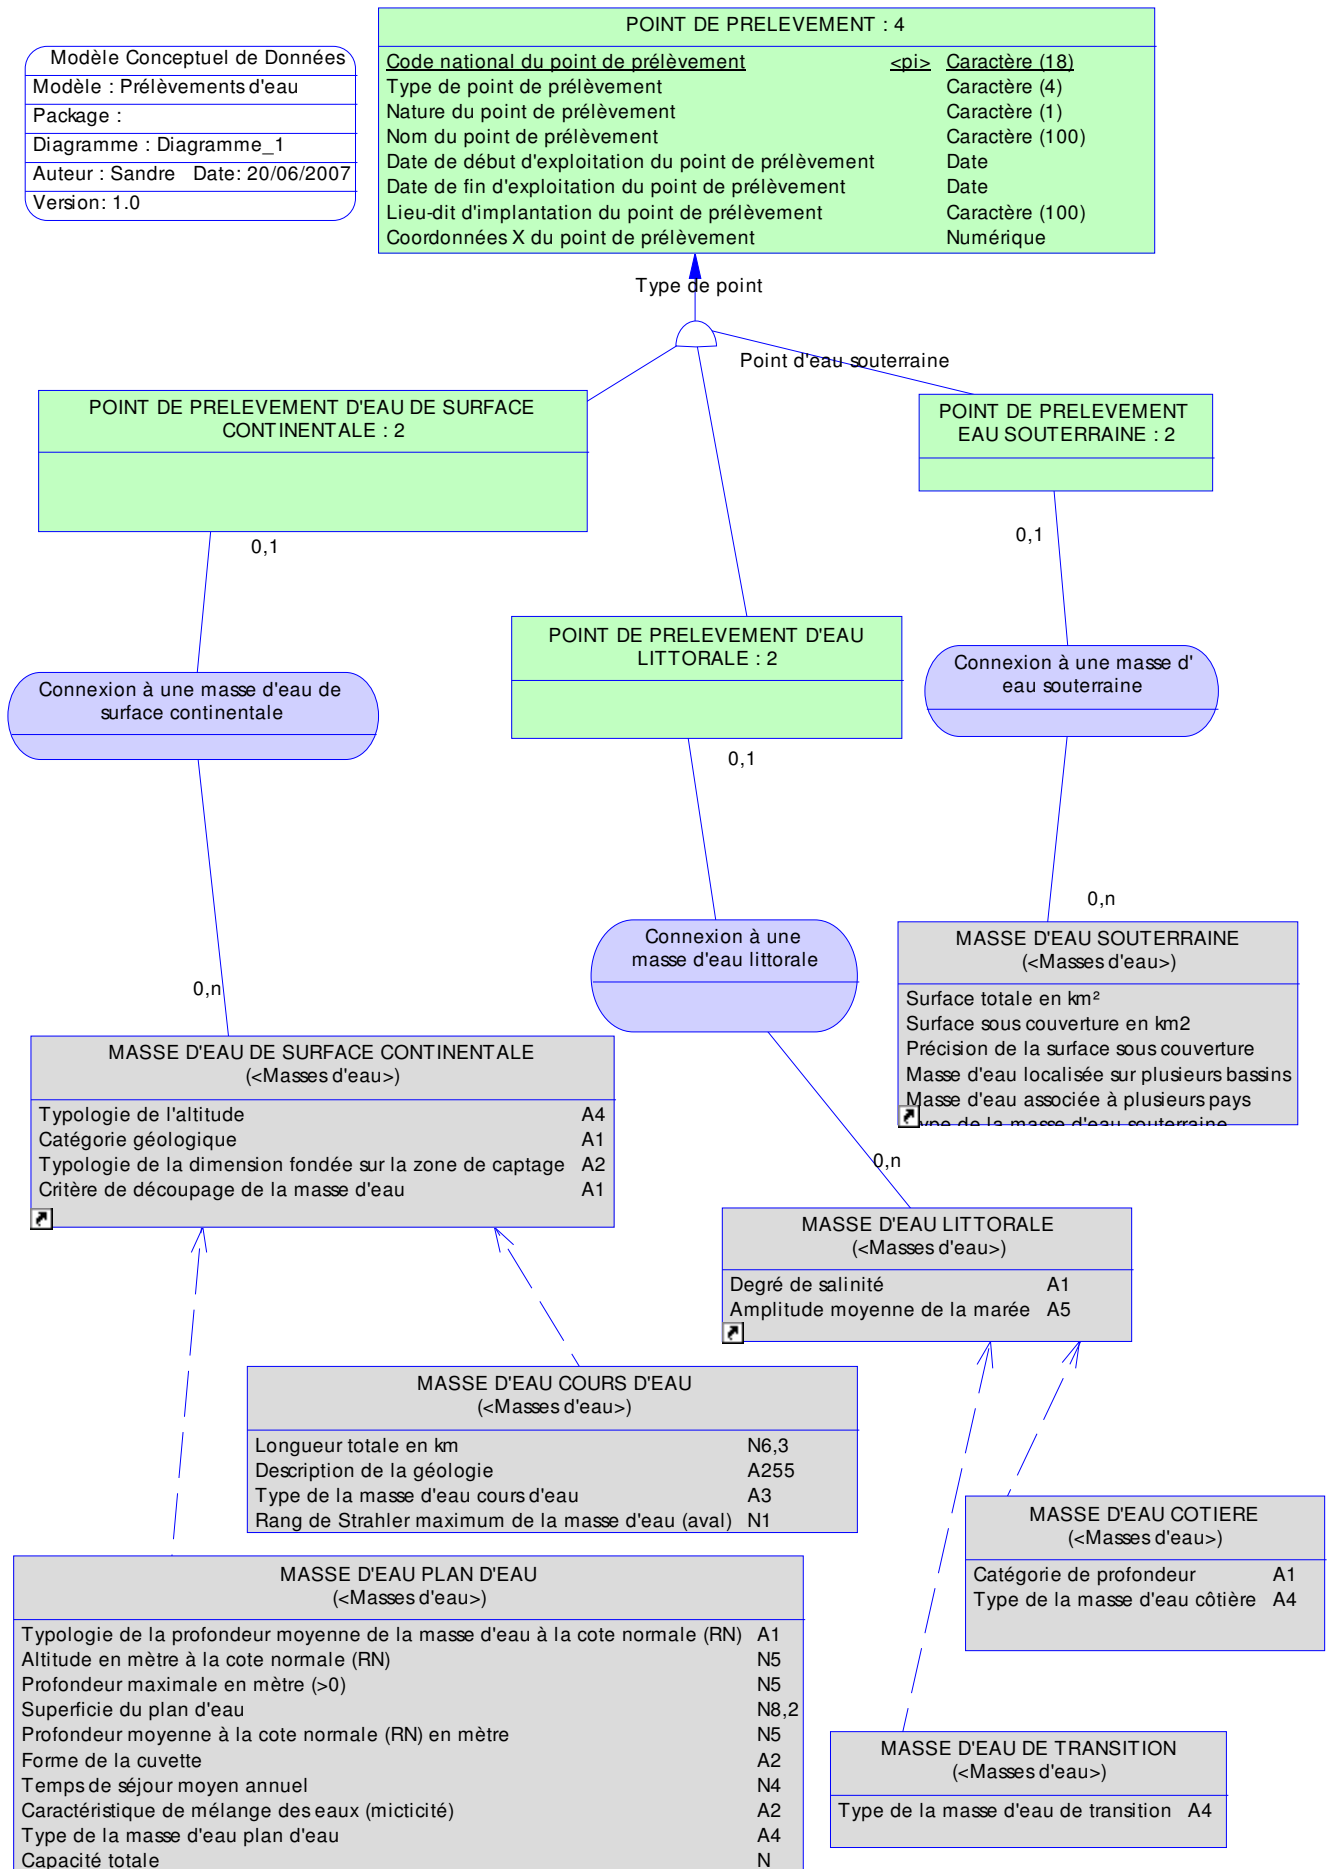 POINT DE PRELEVEMENT : 4
Code national du point de prélèvement <pi> Caractère (18)
Type de point de prélèvement Caractère (4)
Nature du point de prélèvement Caractère (1)
Nom du point de prélèvement Caractère (100)
Date de début d'exploitation du point de prélèvement Date
Date de fin d'exploitation du point de prélèvement Date
Lieu-dit d'implantation du point de prélèvement Caractère (100)
Coordonnées X du point de prélèvement Numérique
Modèle Conceptuel de Données
Modèle : Prélèvements d'eau
Package :
Diagramme : Diagramme_1
Auteur : Sandre Date: 20/06/2007
Version: 1.0
Type de point
Point d'eau souterraine
POINT DE PRELEVEMENT D'EAU DE SURFACE
CONTINENTALE : 2
POINT DE PRELEVEMENT
EAU SOUTERRAINE : 2
0,1
0,1
POINT DE PRELEVEMENT D'EAU
LITTORALE : 2
Connexion à une masse d'eau de
surface continentale
Connexion à une masse d'
eau souterraine
0,1
0,n
Connexion à une
masse d'eau littorale
0,n
MASSE D'EAU SOUTERRAINE
(<Masses d'eau>)
Surface totale en km²
Surface sous couverture en km2
Précision de la surface sous couverture
Masse d'eau localisée sur plusieurs bassins
Masse d'eau associée à plusieurs pays
Type de la masse d'eau souterraine
MASSE D'EAU DE SURFACE CONTINENTALE
(<Masses d'eau>)
Typologie de l'altitude A4
Catégorie géologique A1
Typologie de la dimension fondée sur la zone de captage A2
Critère de découpage de la masse d'eau A1
0,n
MASSE D'EAU LITTORALE
(<Masses d'eau>)
Degré de salinité A1
Amplitude moyenne de la marée A5
MASSE D'EAU COURS D'EAU
(<Masses d'eau>)
Longueur totale en km N6,3
Description de la géologie A255
Type de la masse d'eau cours d'eau A3
Rang de Strahler maximum de la masse d'eau (aval) N1
MASSE D'EAU COTIERE
(<Masses d'eau>)
Catégorie de profondeur A1
Type de la masse d'eau côtière A4
MASSE D'EAU PLAN D'EAU
(<Masses d'eau>)
Typologie de la profondeur moyenne de la masse d'eau à la cote normale (RN) A1
Altitude en mètre à la cote normale (RN) N5
Profondeur maximale en mètre (>0) N5
Superficie du plan d'eau N8,2
Profondeur moyenne à la cote normale (RN) en mètre N5
Forme de la cuvette A2
Temps de séjour moyen annuel N4
Caractéristique de mélange des eaux (micticité) A2
Type de la masse d'eau plan d'eau A4
Capacité totale N
MASSE D'EAU DE TRANSITION
(<Masses d'eau>)
Type de la masse d'eau de transition A4